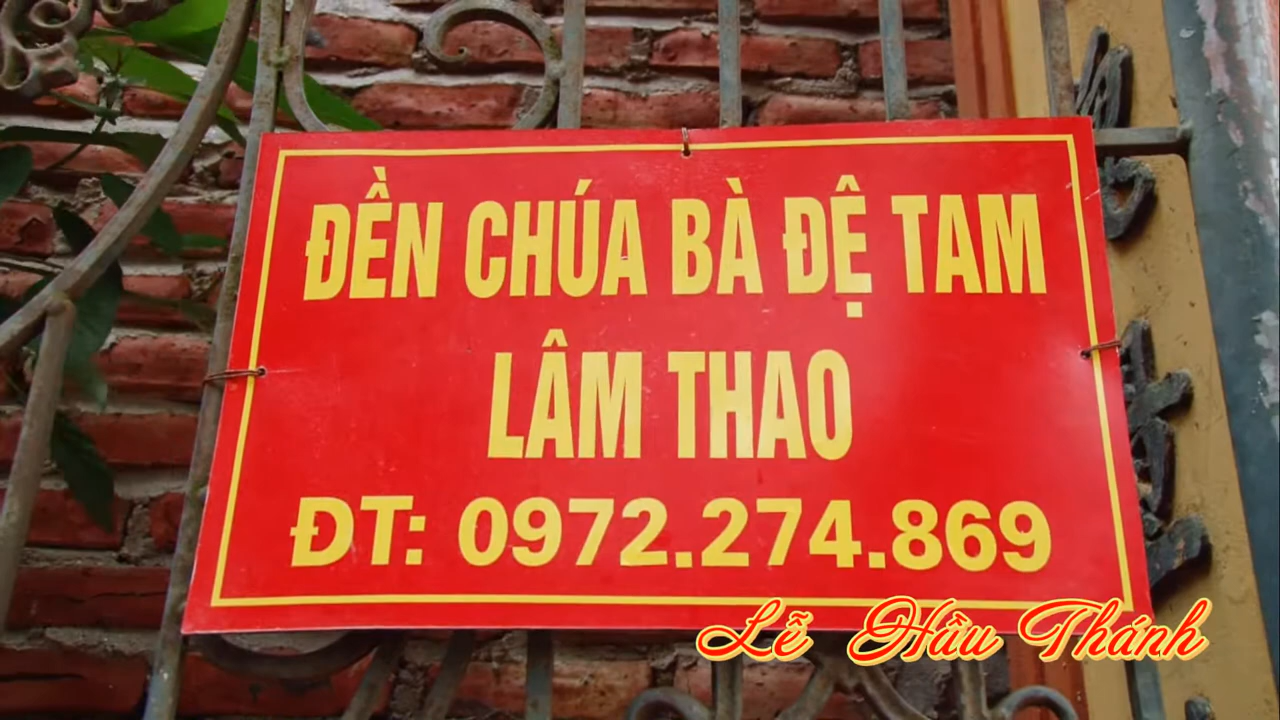 ĐỀN CHÚA BÀ ĐỆ TAM
LÂM THAO
ĐT: 0972.274.869
Lễ Hầu Thánh